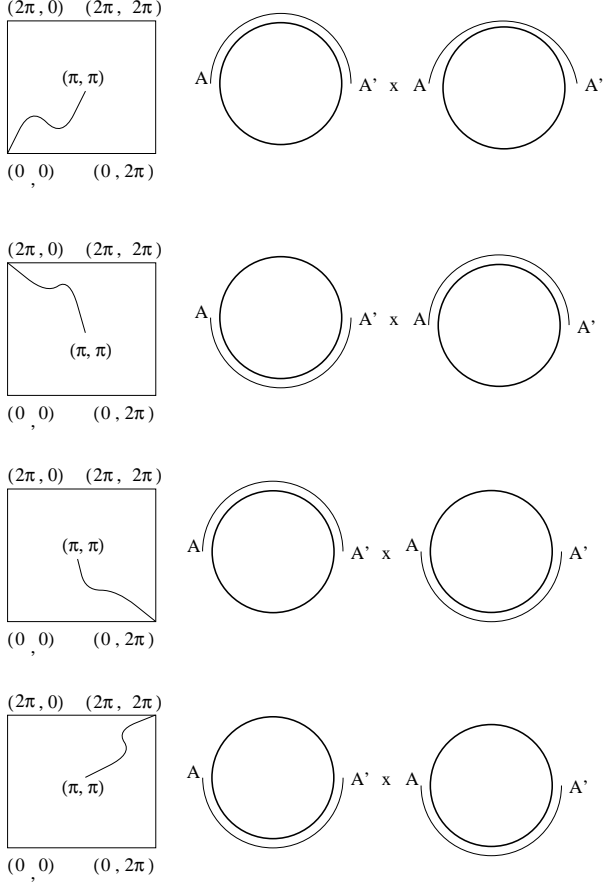 (2π, 0) (2π, 2π)
(π, π)
A A' x A A'
(0 , 0) (0 , 2π)
(2π, 0) (2π, 2π)
A A' x A A'
(π, π)
(0 , 0) (0 , 2π)
(2π, 0) (2π, 2π)
(π, π)
A A' x A A'
(0 , 0) (0 , 2π)
(2π, 0) (2π, 2π)
A A' x A A'
(π, π)
(0 , 0) (0 , 2π)